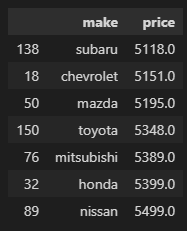 make price
138 subaru 5118.0
18 chevrolet 5151.0
50 mazda 5195.0
150 toyota 5348.0
76 mitsubishi 5389.0
32 honda 5399.0
89 nissan 5499.0